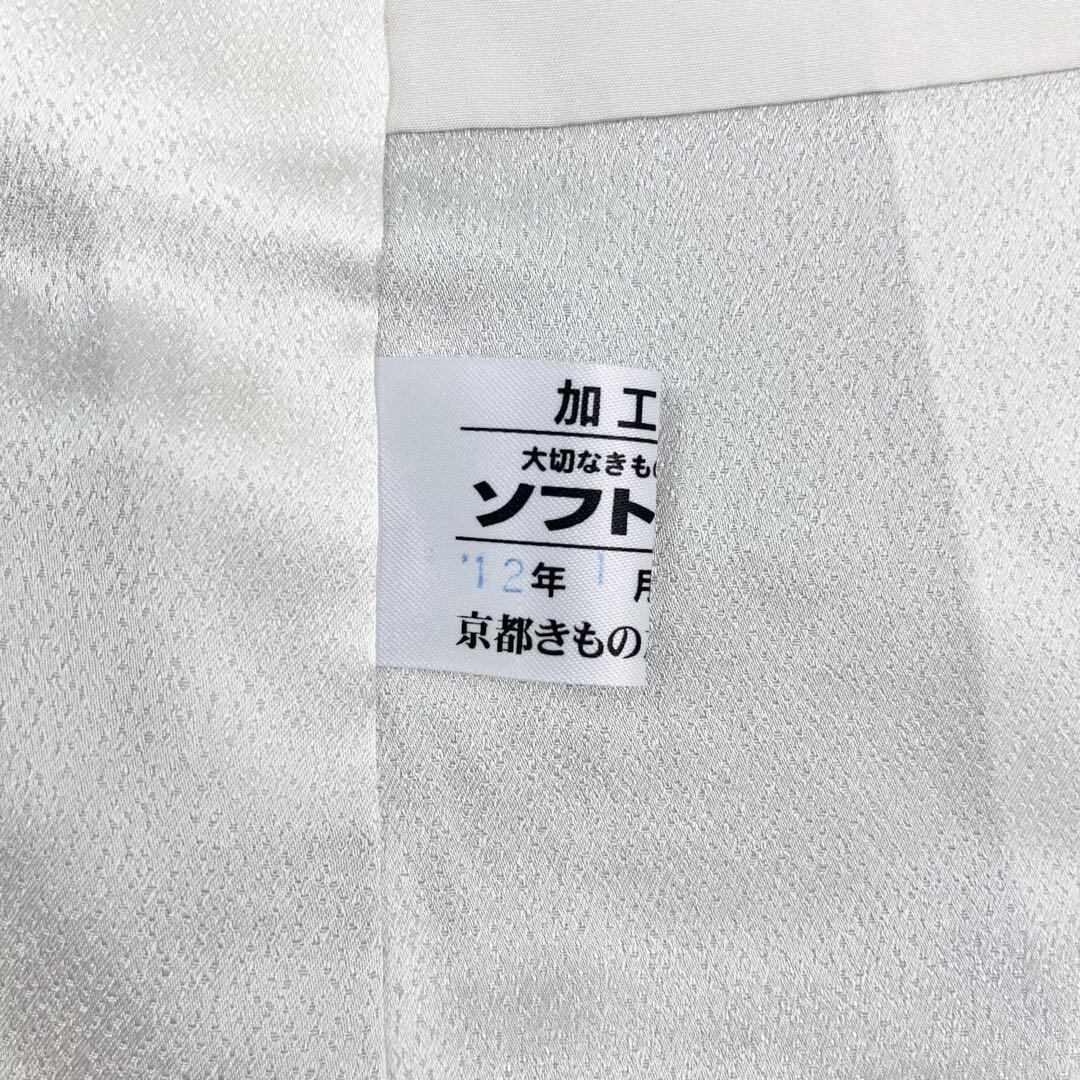 加工
大切なきもの
ソフト
'12年 1月
京都きもの